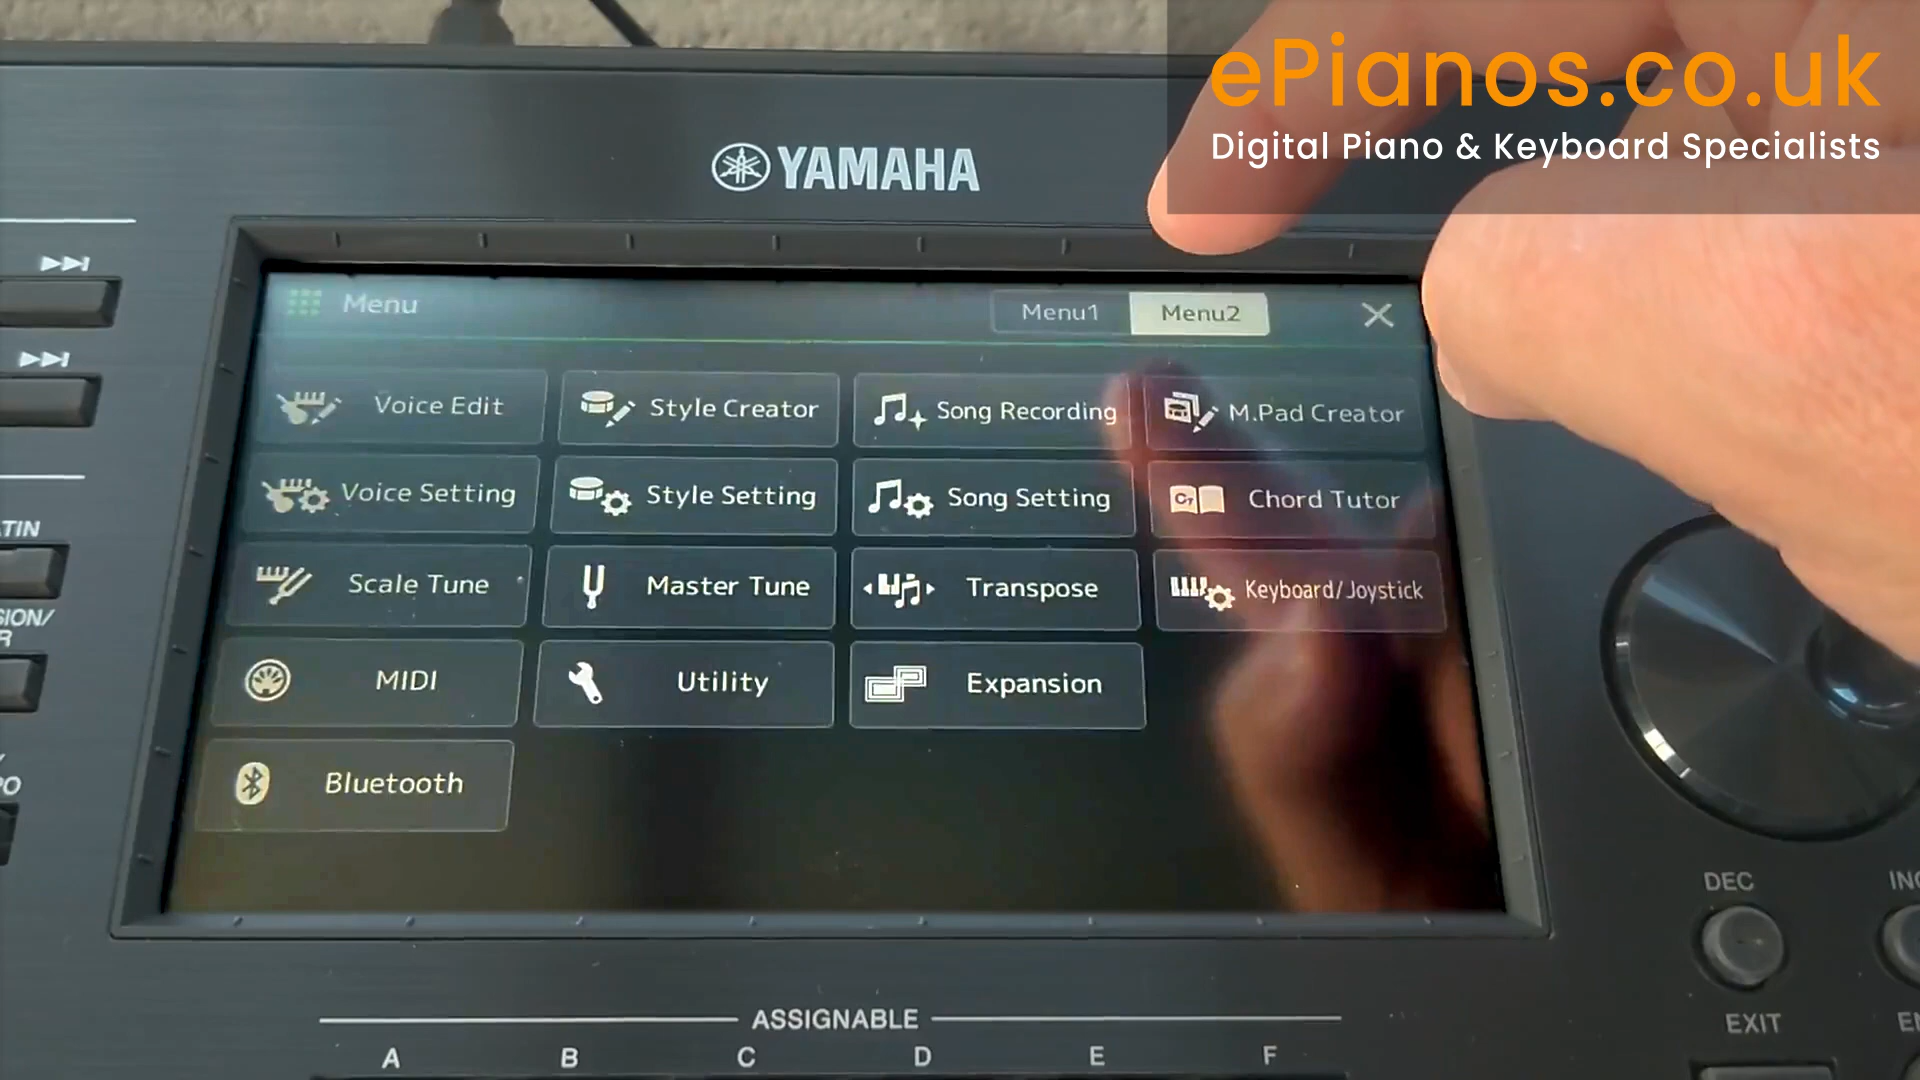 ePianos.co.uk
Digital Piano & Keyboard Specialists
YAMAHA
Menu
Menu1
Menu2
Voice Edit
Style Creator
Song Recording
M.Pad Creator
Voice Setting
Style Setting
Song Setting
C7
Chord Tutor
Scale Tune
Master Tune
Transpose
Keyboard/Joystick
MIDI
Utility
Expansion
Bluetooth
DEC
EXIT
ASSIGNABLE
A B C D E F